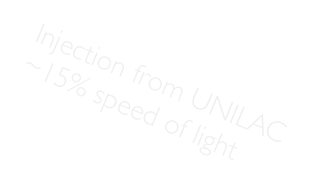 Injection from UNILAC
~15% speed of light